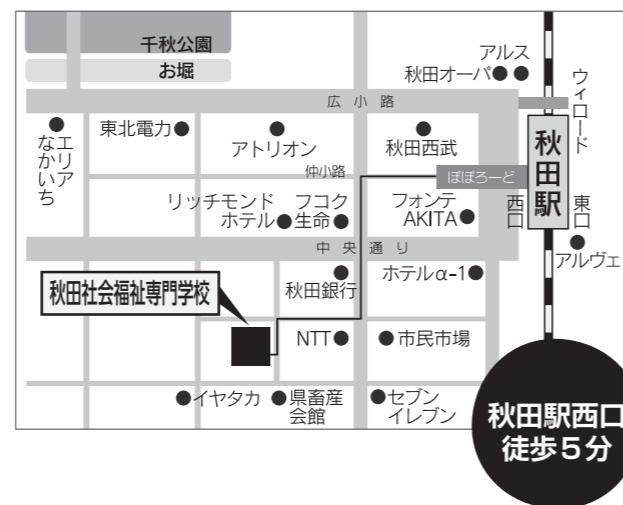 千秋公園
お堀
アルス
秋田オーパ
ウィロード
広小路
エリア
なかいち
東北電力
アトリオン
秋田西武
秋田駅
仲小路
ぽぽろーど
リッチモンド
ホテル
フコク
生命
フォンテ
AKITA
西口
東口
アルヴェ
中央通り
秋田社会福祉専門学校
秋田銀行
ホテルα-1
NTT
市民市場
イヤタカ
県畜産
会館
セブン
イレブン
秋田駅西口
徒歩5分